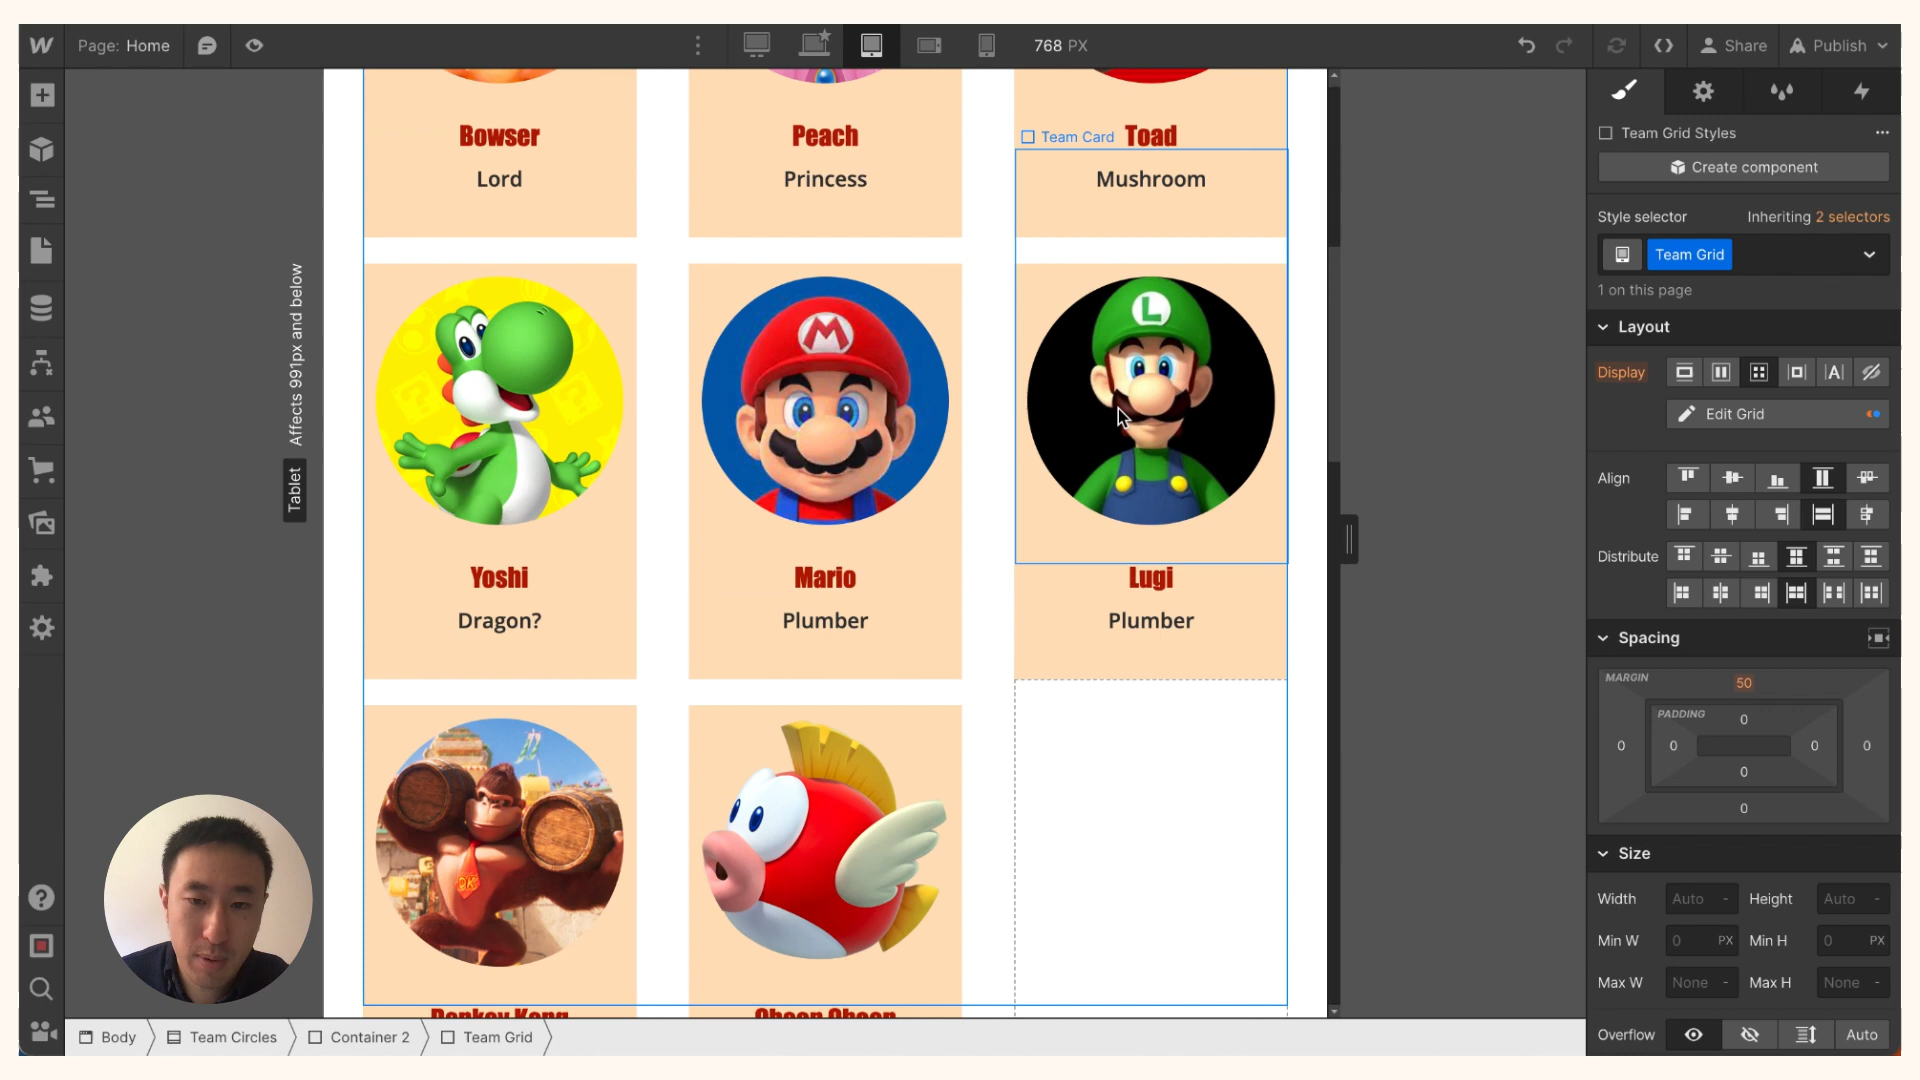 Page: Home
768 PX
Share
Publish
Bowser
Lord
Peach
Princess
Team Card
Toad
Mushroom
Affects 991px and below
Tablet
Yoshi
Dragon?
M
Mario
Plumber
L
Lugi
Plumber
DK
Donkey Kong
Cheep Cheep
Team Grid Styles
Create component
Style selector
Inheriting 2 selectors
Team Grid
1 on this page
Layout
Display
Edit Grid
Align
Distribute
Spacing
MARGIN
50
PADDING
0
0
0
0
0
0
0
Size
Width Auto - Height Auto -
Min W 0 PX Min H 0 PX
Max W None - Max H None -
Overflow Auto
Body
Team Circles
Container 2
Team Grid